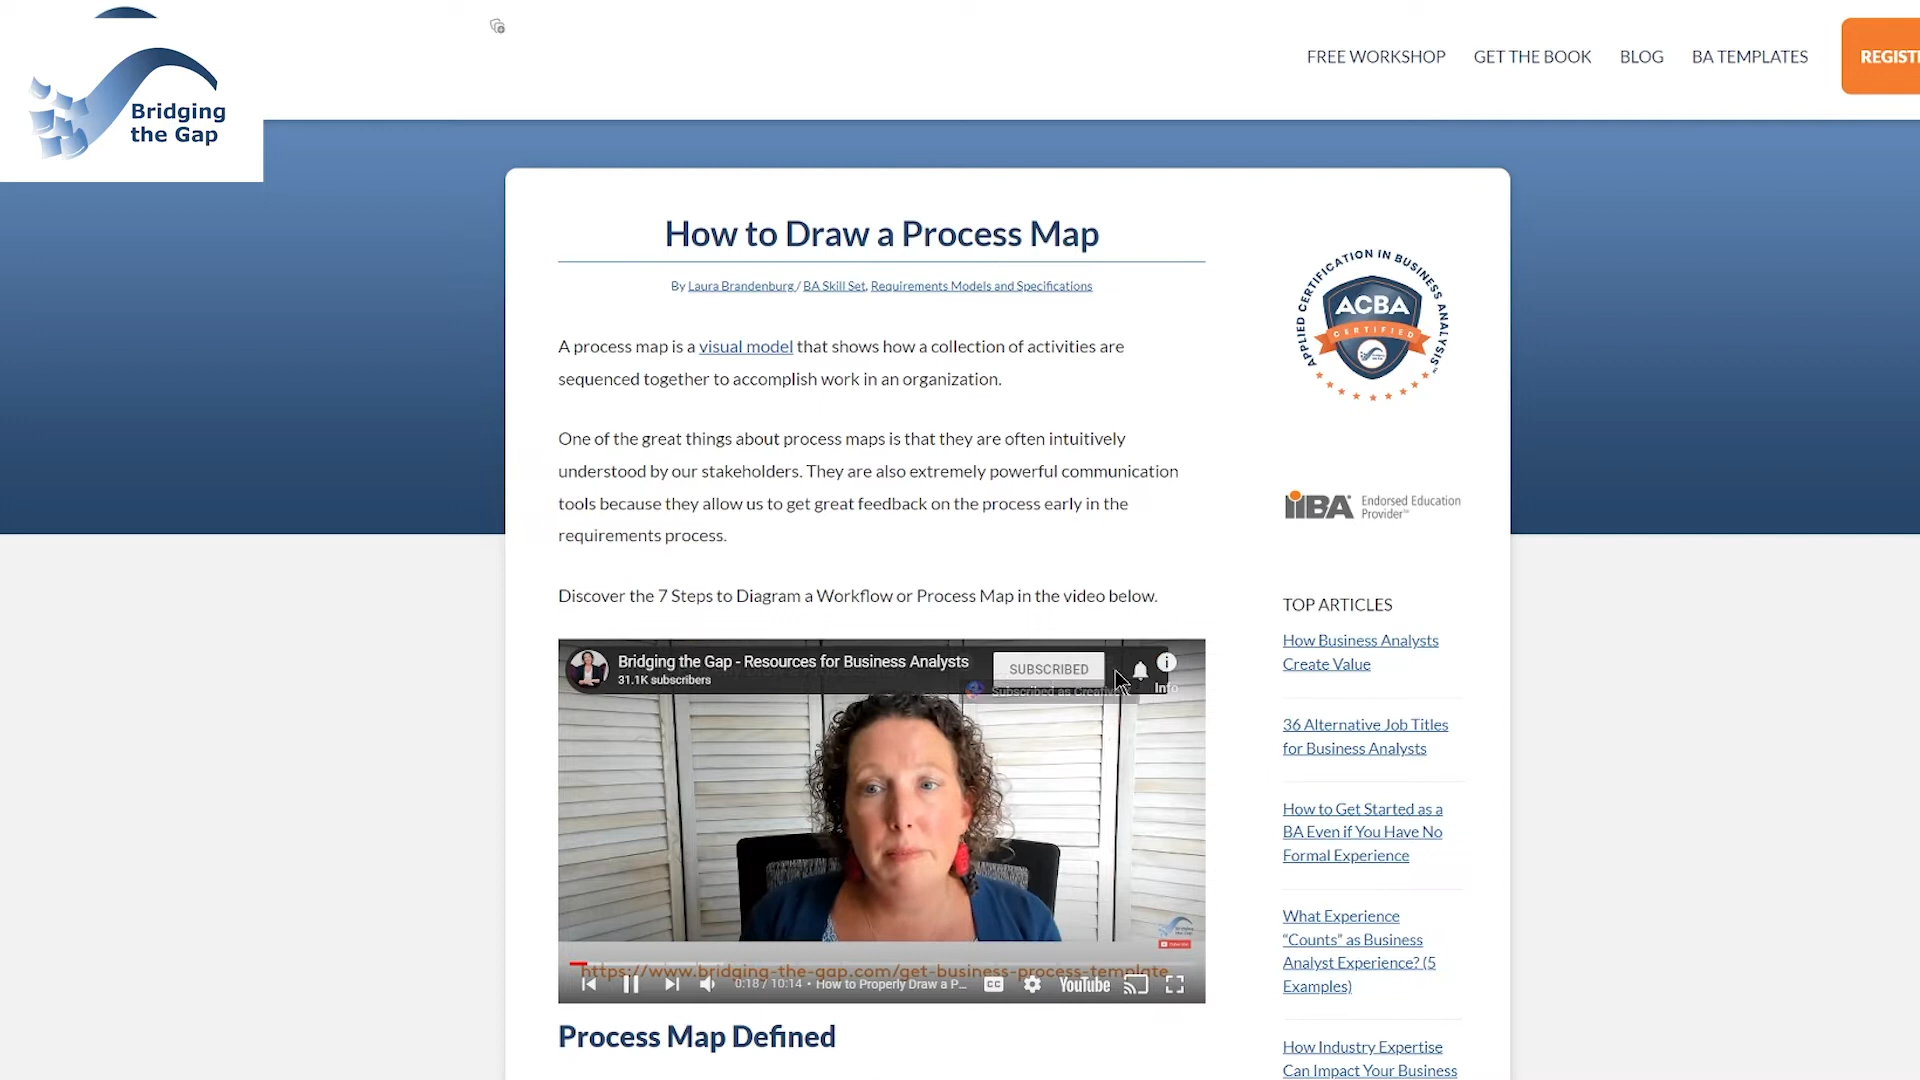 Bridging
the Gap
FREE WORKSHOP
GET THE BOOK
BLOG
BA TEMPLATES
REGIST
How to Draw a Process Map
By Laura Brandenburg / BA Skill Set, Requirements Models and Specifications
A process map is a visual model that shows how a collection of activities are
sequenced together to accomplish work in an organization.
One of the great things about process maps is that they are often intuitively
understood by our stakeholders. They are also extremely powerful communication
tools because they allow us to get great feedback on the process early in the
requirements process.
Discover the 7 Steps to Diagram a Workflow or Process Map in the video below.
Bridging the Gap - Resources for Business Analysts
31.1K subscribers
SUBSCRIBED
Info
Subscribed as Creative
https://www.bridging-the-gap.com/get-business-process-template
0:18 / 10:14 • How to Properly Draw a P...
CC
YouTube
Process Map Defined
APPLIED CERTIFICATION IN BUSINESS ANALYSIS
ACBA
CERTIFIED
IIBA Endorsed Education
Provider™
TOP ARTICLES
How Business Analysts
Create Value
36 Alternative Job Titles
for Business Analysts
How to Get Started as a
BA Even if You Have No
Formal Experience
What Experience
“Counts” as Business
Analyst Experience? (5
Examples)
How Industry Expertise
Can Impact Your Business